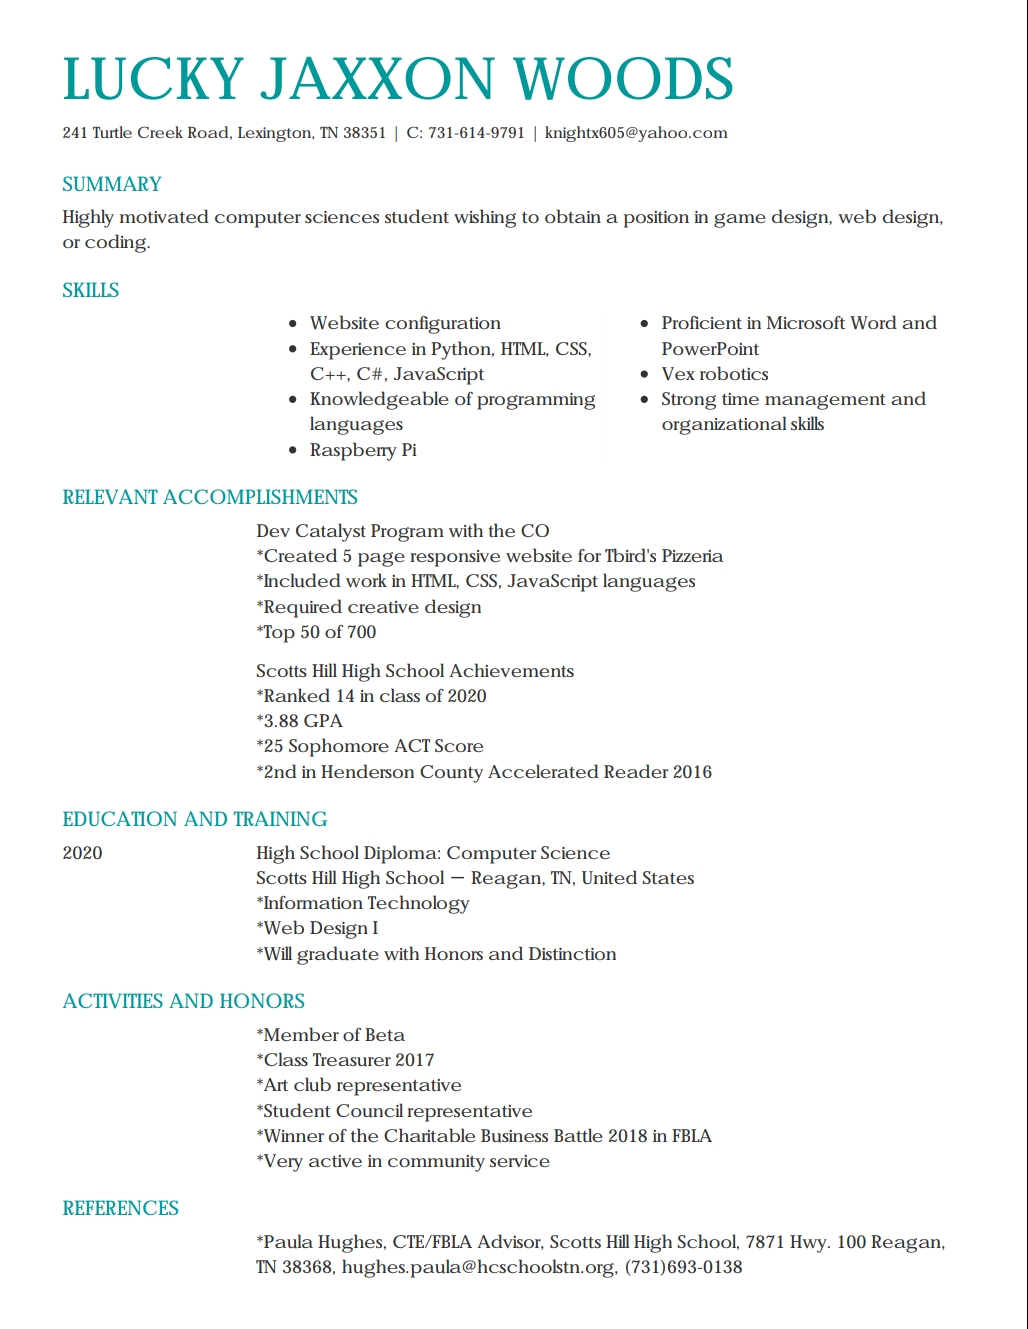 LUCKY JAXXON WOODS
241 Turtle Creek Road, Lexington, TN 38351 | C: 731-614-9791 | knightx605@yahoo.com
SUMMARY
Highly motivated computer sciences student wishing to obtain a position in game design, web design,
or coding.
SKILLS
● Website configuration
● Experience in Python, HTML, CSS,
C++, C#, JavaScript
● Knowledgeable of programming
languages
● Raspberry Pi
● Proficient in Microsoft Word and
PowerPoint
● Vex robotics
● Strong time management and
organizational skills
RELEVANT ACCOMPLISHMENTS
Dev Catalyst Program with the CO
*Created 5 page responsive website for Tbird's Pizzeria
*Included work in HTML, CSS, JavaScript languages
*Required creative design
*Top 50 of 700
Scotts Hill High School Achievements
*Ranked 14 in class of 2020
*3.88 GPA
*25 Sophomore ACT Score
*2nd in Henderson County Accelerated Reader 2016
EDUCATION AND TRAINING
2020 High School Diploma: Computer Science
Scotts Hill High School — Reagan, TN, United States
*Information Technology
*Web Design I
*Will graduate with Honors and Distinction
ACTIVITIES AND HONORS
*Member of Beta
*Class Treasurer 2017
*Art club representative
*Student Council representative
*Winner of the Charitable Business Battle 2018 in FBLA
*Very active in community service
REFERENCES
*Paula Hughes, CTE/FBLA Advisor, Scotts Hill High School, 7871 Hwy. 100 Reagan,
TN 38368, hughes.paula@hcschoolstn.org, (731)693-0138